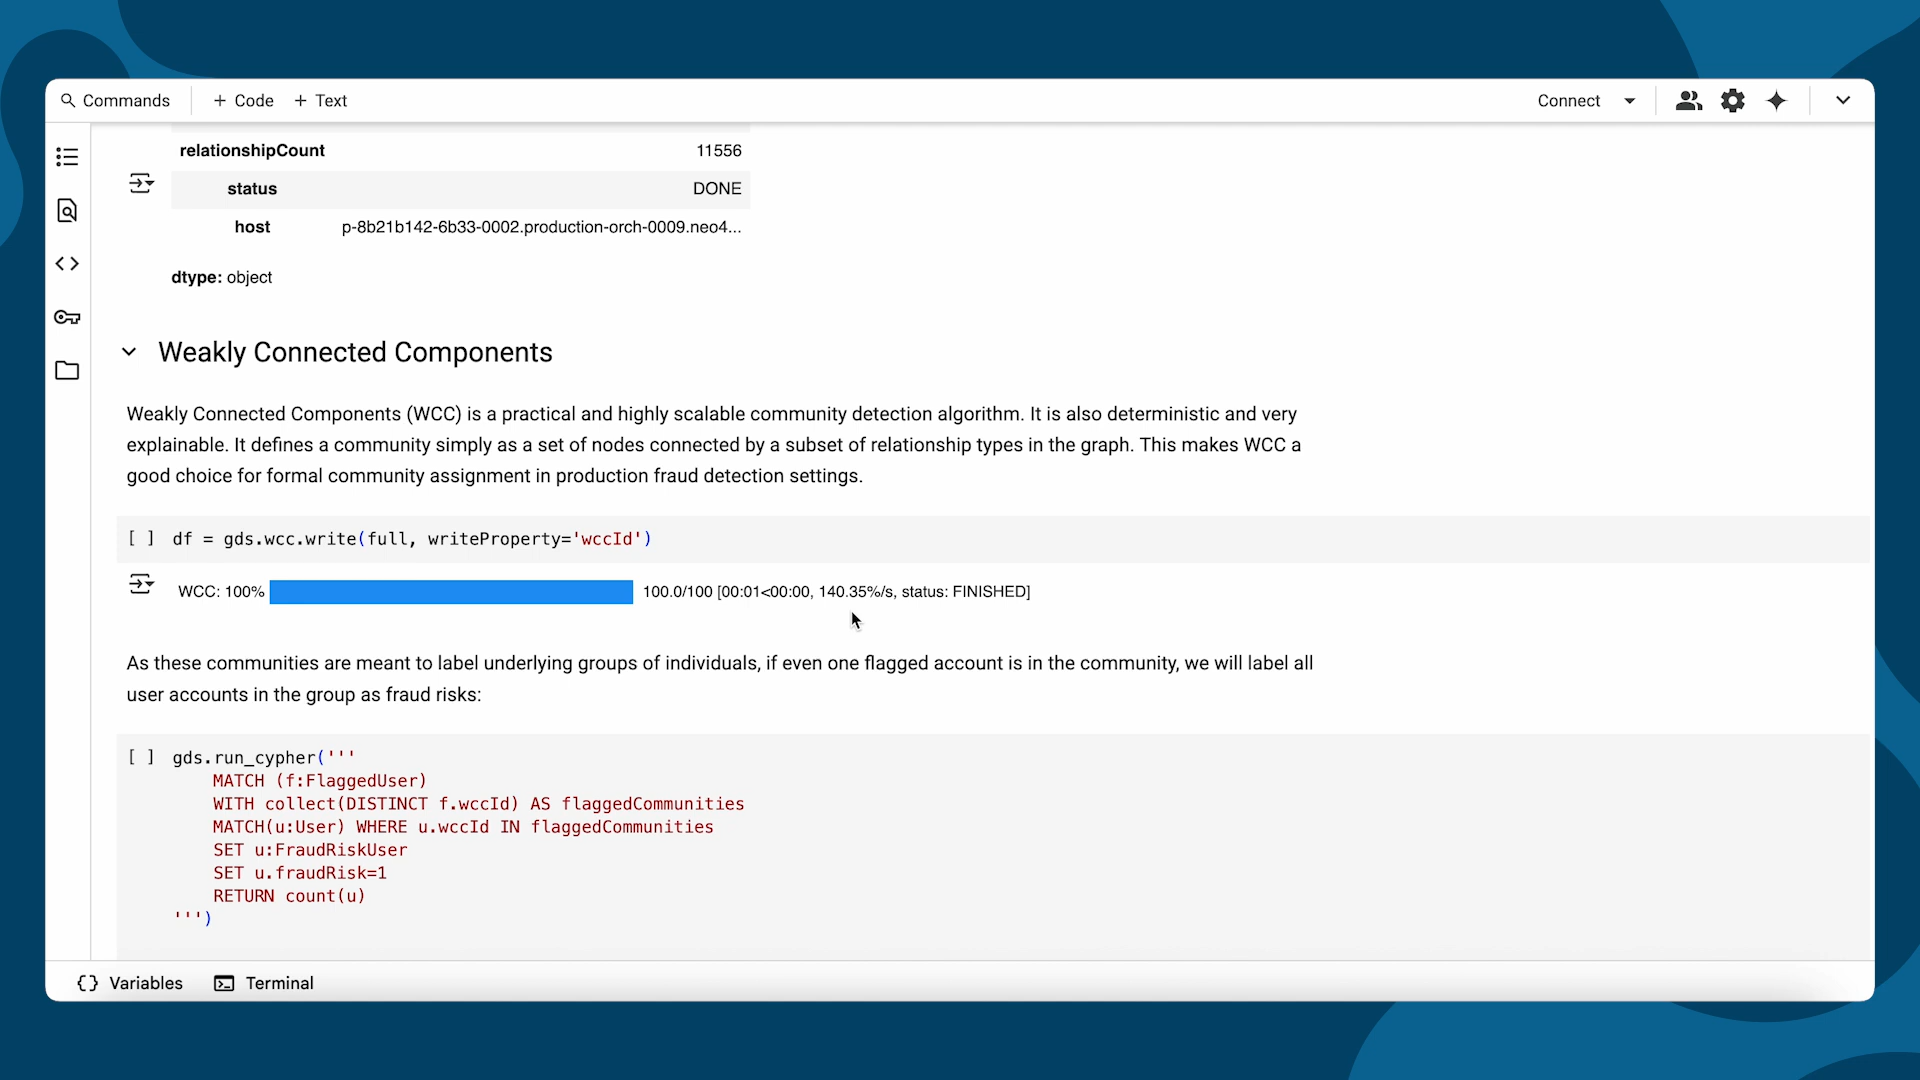 Commands
+ Code
+ Text
Connect
relationshipCount 11556
status DONE
host p-8b21b142-6b33-0002.production-orch-0009.neo4...
dtype: object
Weakly Connected Components
Weakly Connected Components (WCC) is a practical and highly scalable community detection algorithm. It is also deterministic and very
explainable. It defines a community simply as a set of nodes connected by a subset of relationship types in the graph. This makes WCC a
good choice for formal community assignment in production fraud detection settings.
[ ] df = gds.wcc.write(full, writeProperty='wccId')
WCC: 100% 100.0/100 [00:01<00:00, 140.35%/s, status: FINISHED]
As these communities are meant to label underlying groups of individuals, if even one flagged account is in the community, we will label all
user accounts in the group as fraud risks:
[ ] gds.run_cypher('''
MATCH (f:FlaggedUser)
WITH collect(DISTINCT f.wccId) AS flaggedCommunities
MATCH(u:User) WHERE u.wccId IN flaggedCommunities
SET u:FraudRiskUser
SET u.fraudRisk=1
RETURN count(u)
''')
{} Variables
Terminal